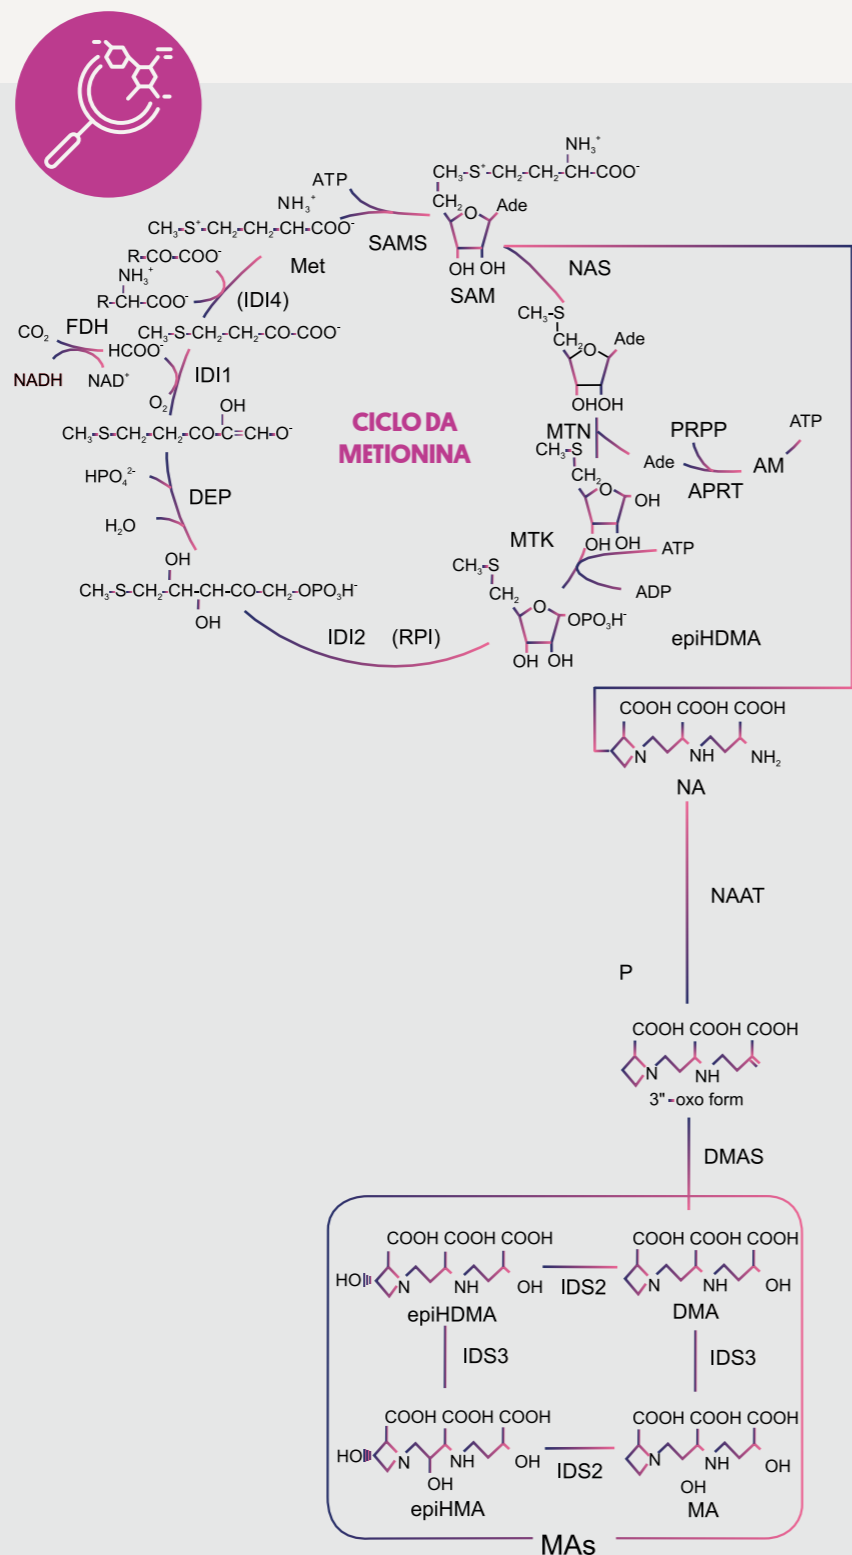 NH₃⁺
CH₃-S⁺-CH₂-CH₂-CH-COO⁻
CH₂
O
Ade
OH OH
SAM
ATP
SAMS
NH₃⁺
CH₃-S⁺-CH₂-CH₂-CH-COO⁻
Met
R-CO-COO⁻
NH₃⁺
R-CH-COO⁻
(IDI4)
CH₃-S-CH₂-CH₂-CO-COO⁻
CO₂
FDH
HCOO⁻
NADH
NAD⁺
IDI1
O₂
OH
CH₃-S-CH₂-CH₂-CO-C=CH-O⁻
HPO₄²⁻
DEP
H₂O
OH
CH₃-S-CH₂-CH-CH-CO-CH₂-OPO₃H⁻
OH
IDI2 (RPI)
CICLO DA
METIONINA
NAS
CH₃-S
CH₂
O
Ade
OHOH
MTN
Ade
PRPP
APRT
AM
ATP
CH₃-S
CH₂
O
OH
OH OH
MTK
ATP
ADP
CH₃-S
CH₂
O
OPO₃H⁻
OH OH
epiHDMA
COOH COOH COOH
N NH NH₂
NA
NAAT
P
COOH COOH COOH
N NH
3"-oxo form
DMAS
COOH COOH COOH
HO N NH OH
epiHDMA
IDS2
COOH COOH COOH
N NH OH
DMA
IDS3
IDS3
COOH COOH COOH
HO N NH OH
OH
epiHMA
IDS2
COOH COOH COOH
N NH OH
OH
MA
MAs